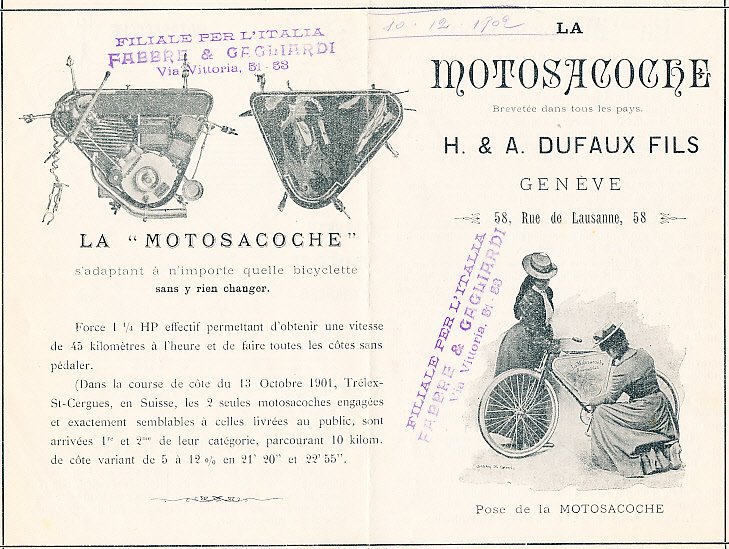 FILIALE PER L'ITALIA
FABBRE & GAGLIARDI
Via Vittoria, 51-53
LA "MOTOSACOCHE"
s'adaptant à n'importe quelle bicyclette
sans y rien changer.
Force 1 1/4 HP effectif permettant d'obtenir une vitesse
de 45 kilomètres à l'heure et de faire toutes les côtes sans
pédaler.
(Dans la course de côte du 13 Octobre 1901, Trélex-
St-Cergues, en Suisse, les 2 seules motosacoches engagées
et exactement semblables à celles livrées au public, sont
arrivées 1re et 2me de leur catégorie, parcourant 10 kilom.
de côte variant de 5 à 12 % en 21' 20" et 22' 55".
10-12-1902
LA
MOTOSACOCHE
Brevetée dans tous les pays.
H. & A. DUFAUX FILS
GENÈVE
58, Rue de Lausanne, 58
FILIALE PER L'ITALIA
FABBRE & GAGLIARDI
Via Vittoria, 51-53
Pose de la MOTOSACOCHE